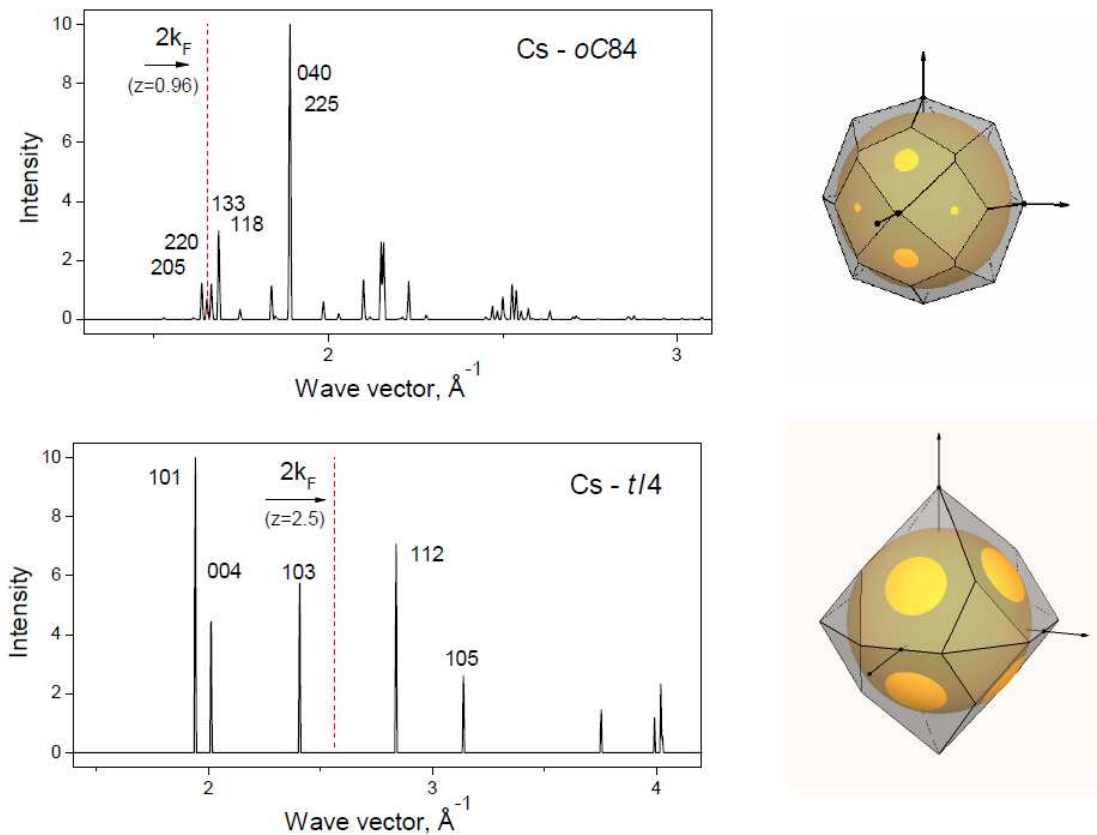 Cs - oC84
2kF
(z=0.96)
10
8
6
4
2
0
Intensity
040
225
133
118
220
205
2
3
Wave vector, Å-1
Cs - tI4
2kF
(z=2.5)
10
8
6
4
2
0
Intensity
101
004
103
112
105
2
3
4
Wave vector, Å-1